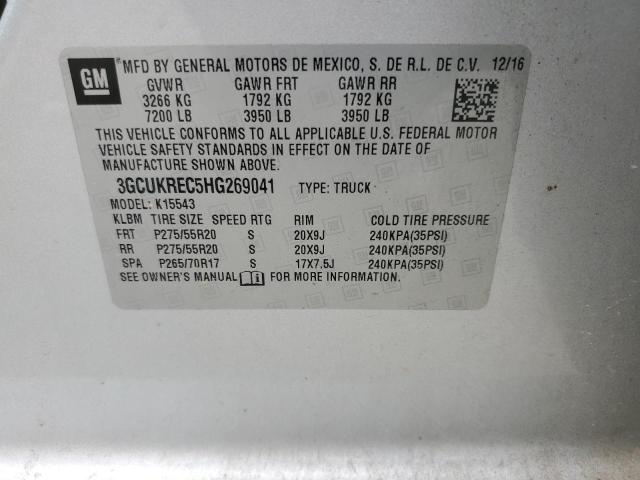 GM
MFD BY GENERAL MOTORS DE MEXICO, S. DE R.L. DE C.V. 12/16
GVWR GAWR FRT GAWR RR
3266 KG 1792 KG 1792 KG
7200 LB 3950 LB 3950 LB
THIS VEHICLE CONFORMS TO ALL APPLICABLE U.S. FEDERAL MOTOR
VEHICLE SAFETY STANDARDS IN EFFECT ON THE DATE OF
MANUFACTURE SHOWN ABOVE.
3GCUKREC5HG269041 TYPE: TRUCK
MODEL: K15543
KLBM TIRE SIZE SPEED RTG RIM COLD TIRE PRESSURE
FRT P275/55R20 S 20X9J 240KPA(35PSI)
RR P275/55R20 S 20X9J 240KPA(35PSI)
SPA P265/70R17 S 17X7.5J 240KPA(35PSI)
SEE OWNER'S MANUAL FOR MORE INFORMATION.